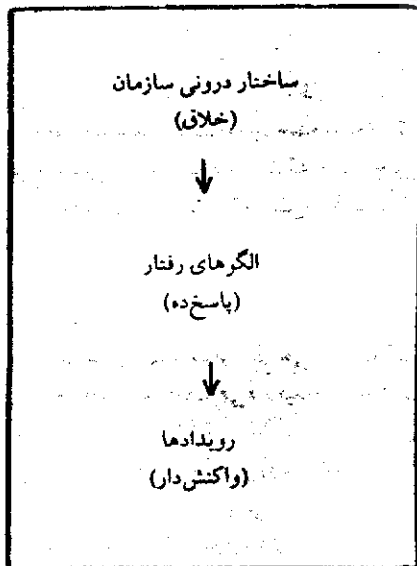 ساختار درونی سازمان
(خلاق)
الگوهای رفتار
(پاسخ‌ده)
رویدادها
(واکنش‌دار)